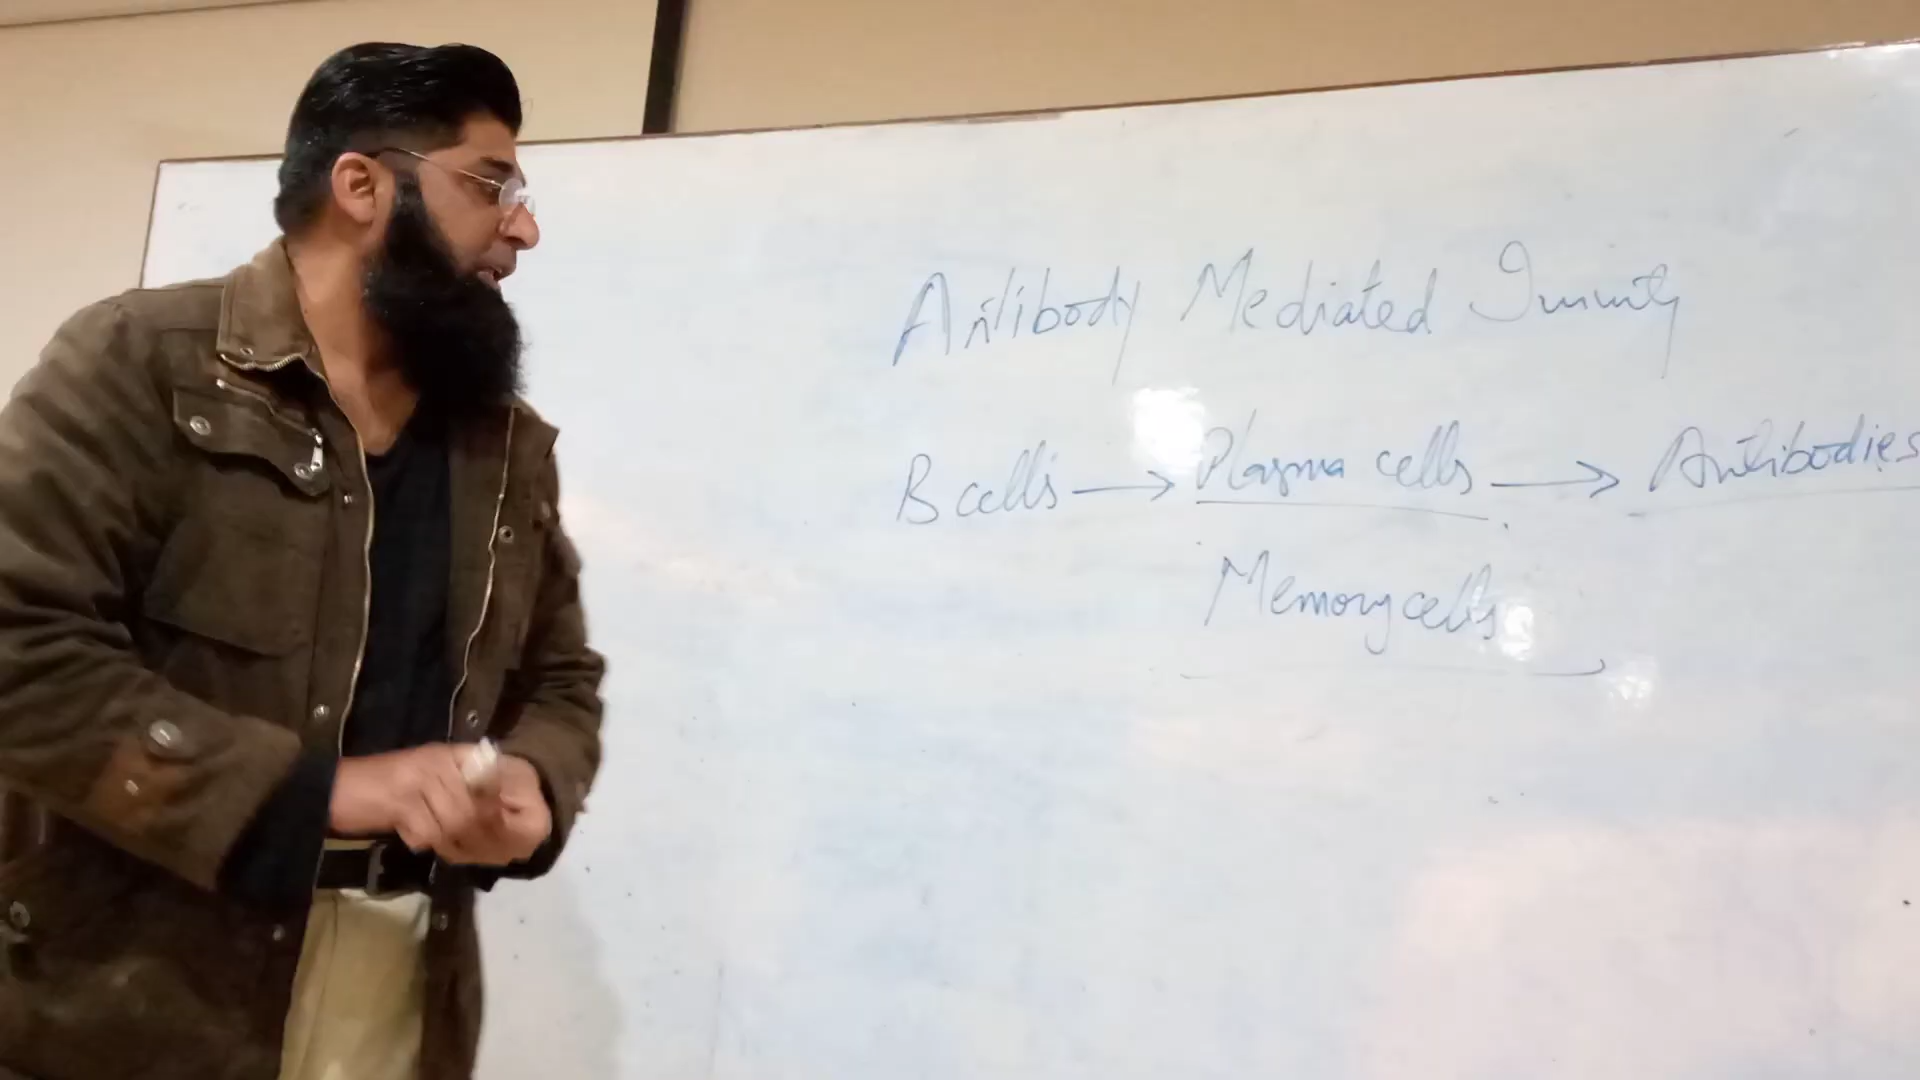 Antibody Mediated Immunity
B cells → Plasma cells → Antibodies
Memory cells